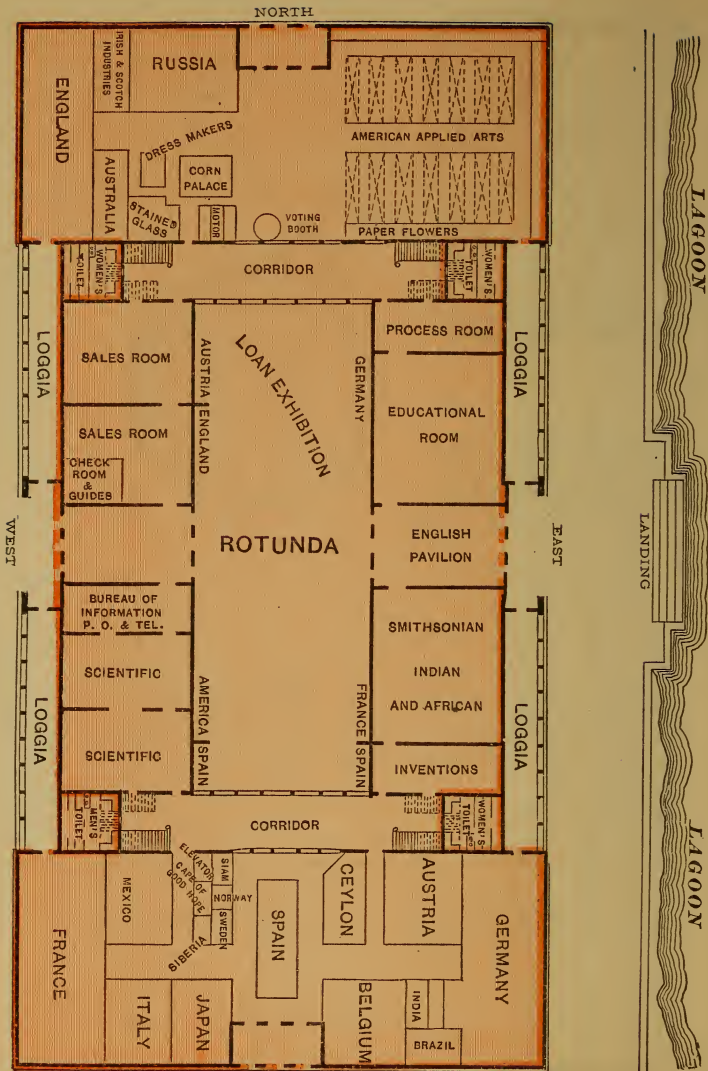 NORTH
ENGLAND
IRISH & SCOTCH
INDUSTRIES
RUSSIA
DRESS MAKERS
CORN
PALACE
AUSTRALIA
STAINED
GLASS
MOTOR
VOTING
BOOTH
AMERICAN APPLIED ARTS
PAPER FLOWERS
LAGOON
TOILET
WOMEN'S
CORRIDOR
TOILET
WOMEN'S
LOGGIA
SALES ROOM
AUSTRIA
LOAN EXHIBITION
GERMANY
PROCESS ROOM
LOGGIA
SALES ROOM
ENGLAND
EDUCATIONAL
ROOM
CHECK
ROOM
&
GUIDES
WEST
ROTUNDA
ENGLISH
PAVILION
EAST
LANDING
BUREAU OF
INFORMATION
P. O. & TEL.
SMITHSONIAN
INDIAN
AND AFRICAN
SCIENTIFIC
LOGGIA
AMERICA
FRANCE
LOGGIA
SCIENTIFIC
SPAIN
SPAIN
INVENTIONS
LAGOON
TOILET
MEN'S
CORRIDOR
TOILET
WOMEN'S
FRANCE
MEXICO
ELEVATOR
CAPE OF
GOOD HOPE
SIAM
NORWAY
SWEDEN
SIBERIA
SPAIN
CEYLON
AUSTRIA
GERMANY
ITALY
JAPAN
BELGIUM
INDIA
BRAZIL